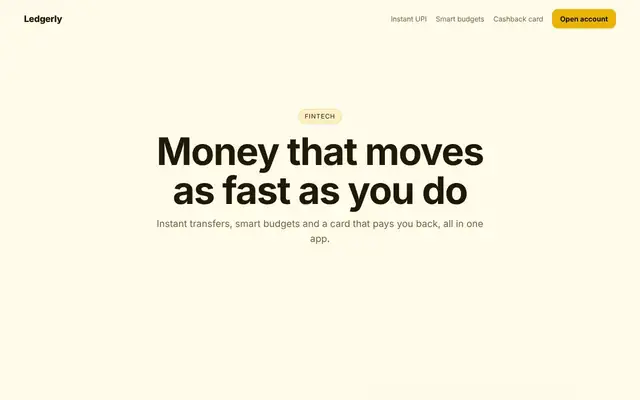 Ledgerly
Instant UPI
Smart budgets
Cashback card
Open account
FINTECH
Money that moves
as fast as you do
Instant transfers, smart budgets and a card that pays you back, all in one
app.